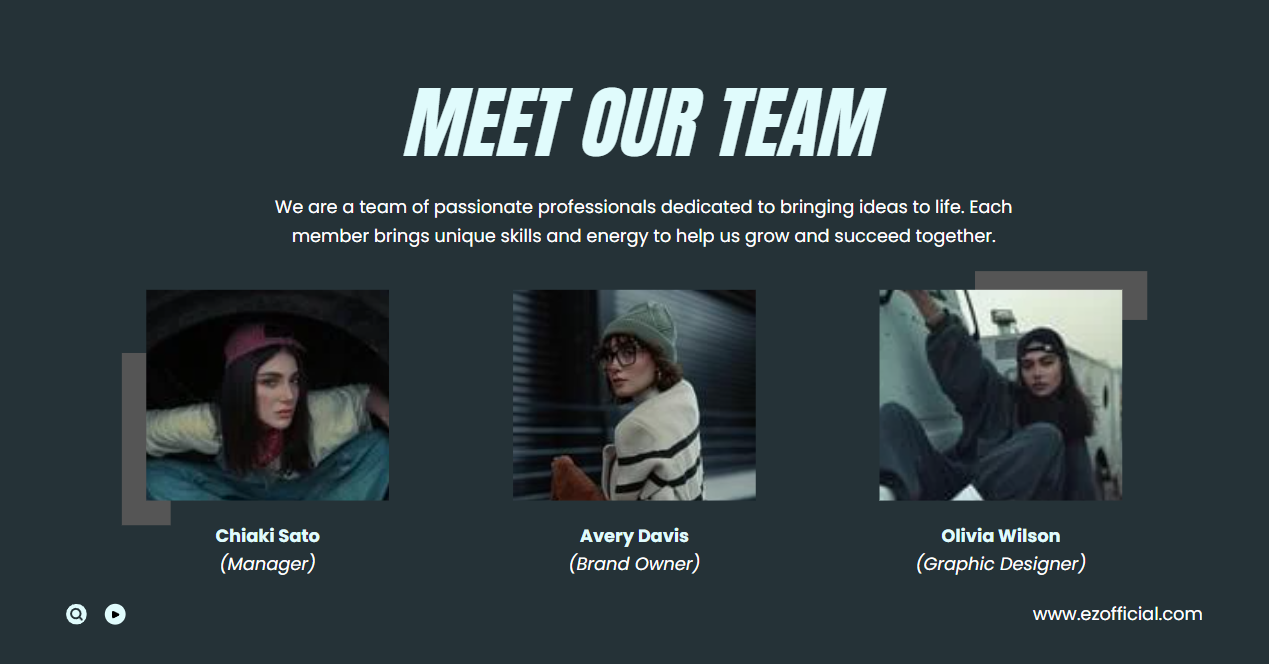 MEET OUR TEAM
We are a team of passionate professionals dedicated to bringing ideas to life. Each
member brings unique skills and energy to help us grow and succeed together.
Chiaki Sato
(Manager)
Avery Davis
(Brand Owner)
Olivia Wilson
(Graphic Designer)
www.ezofficial.com